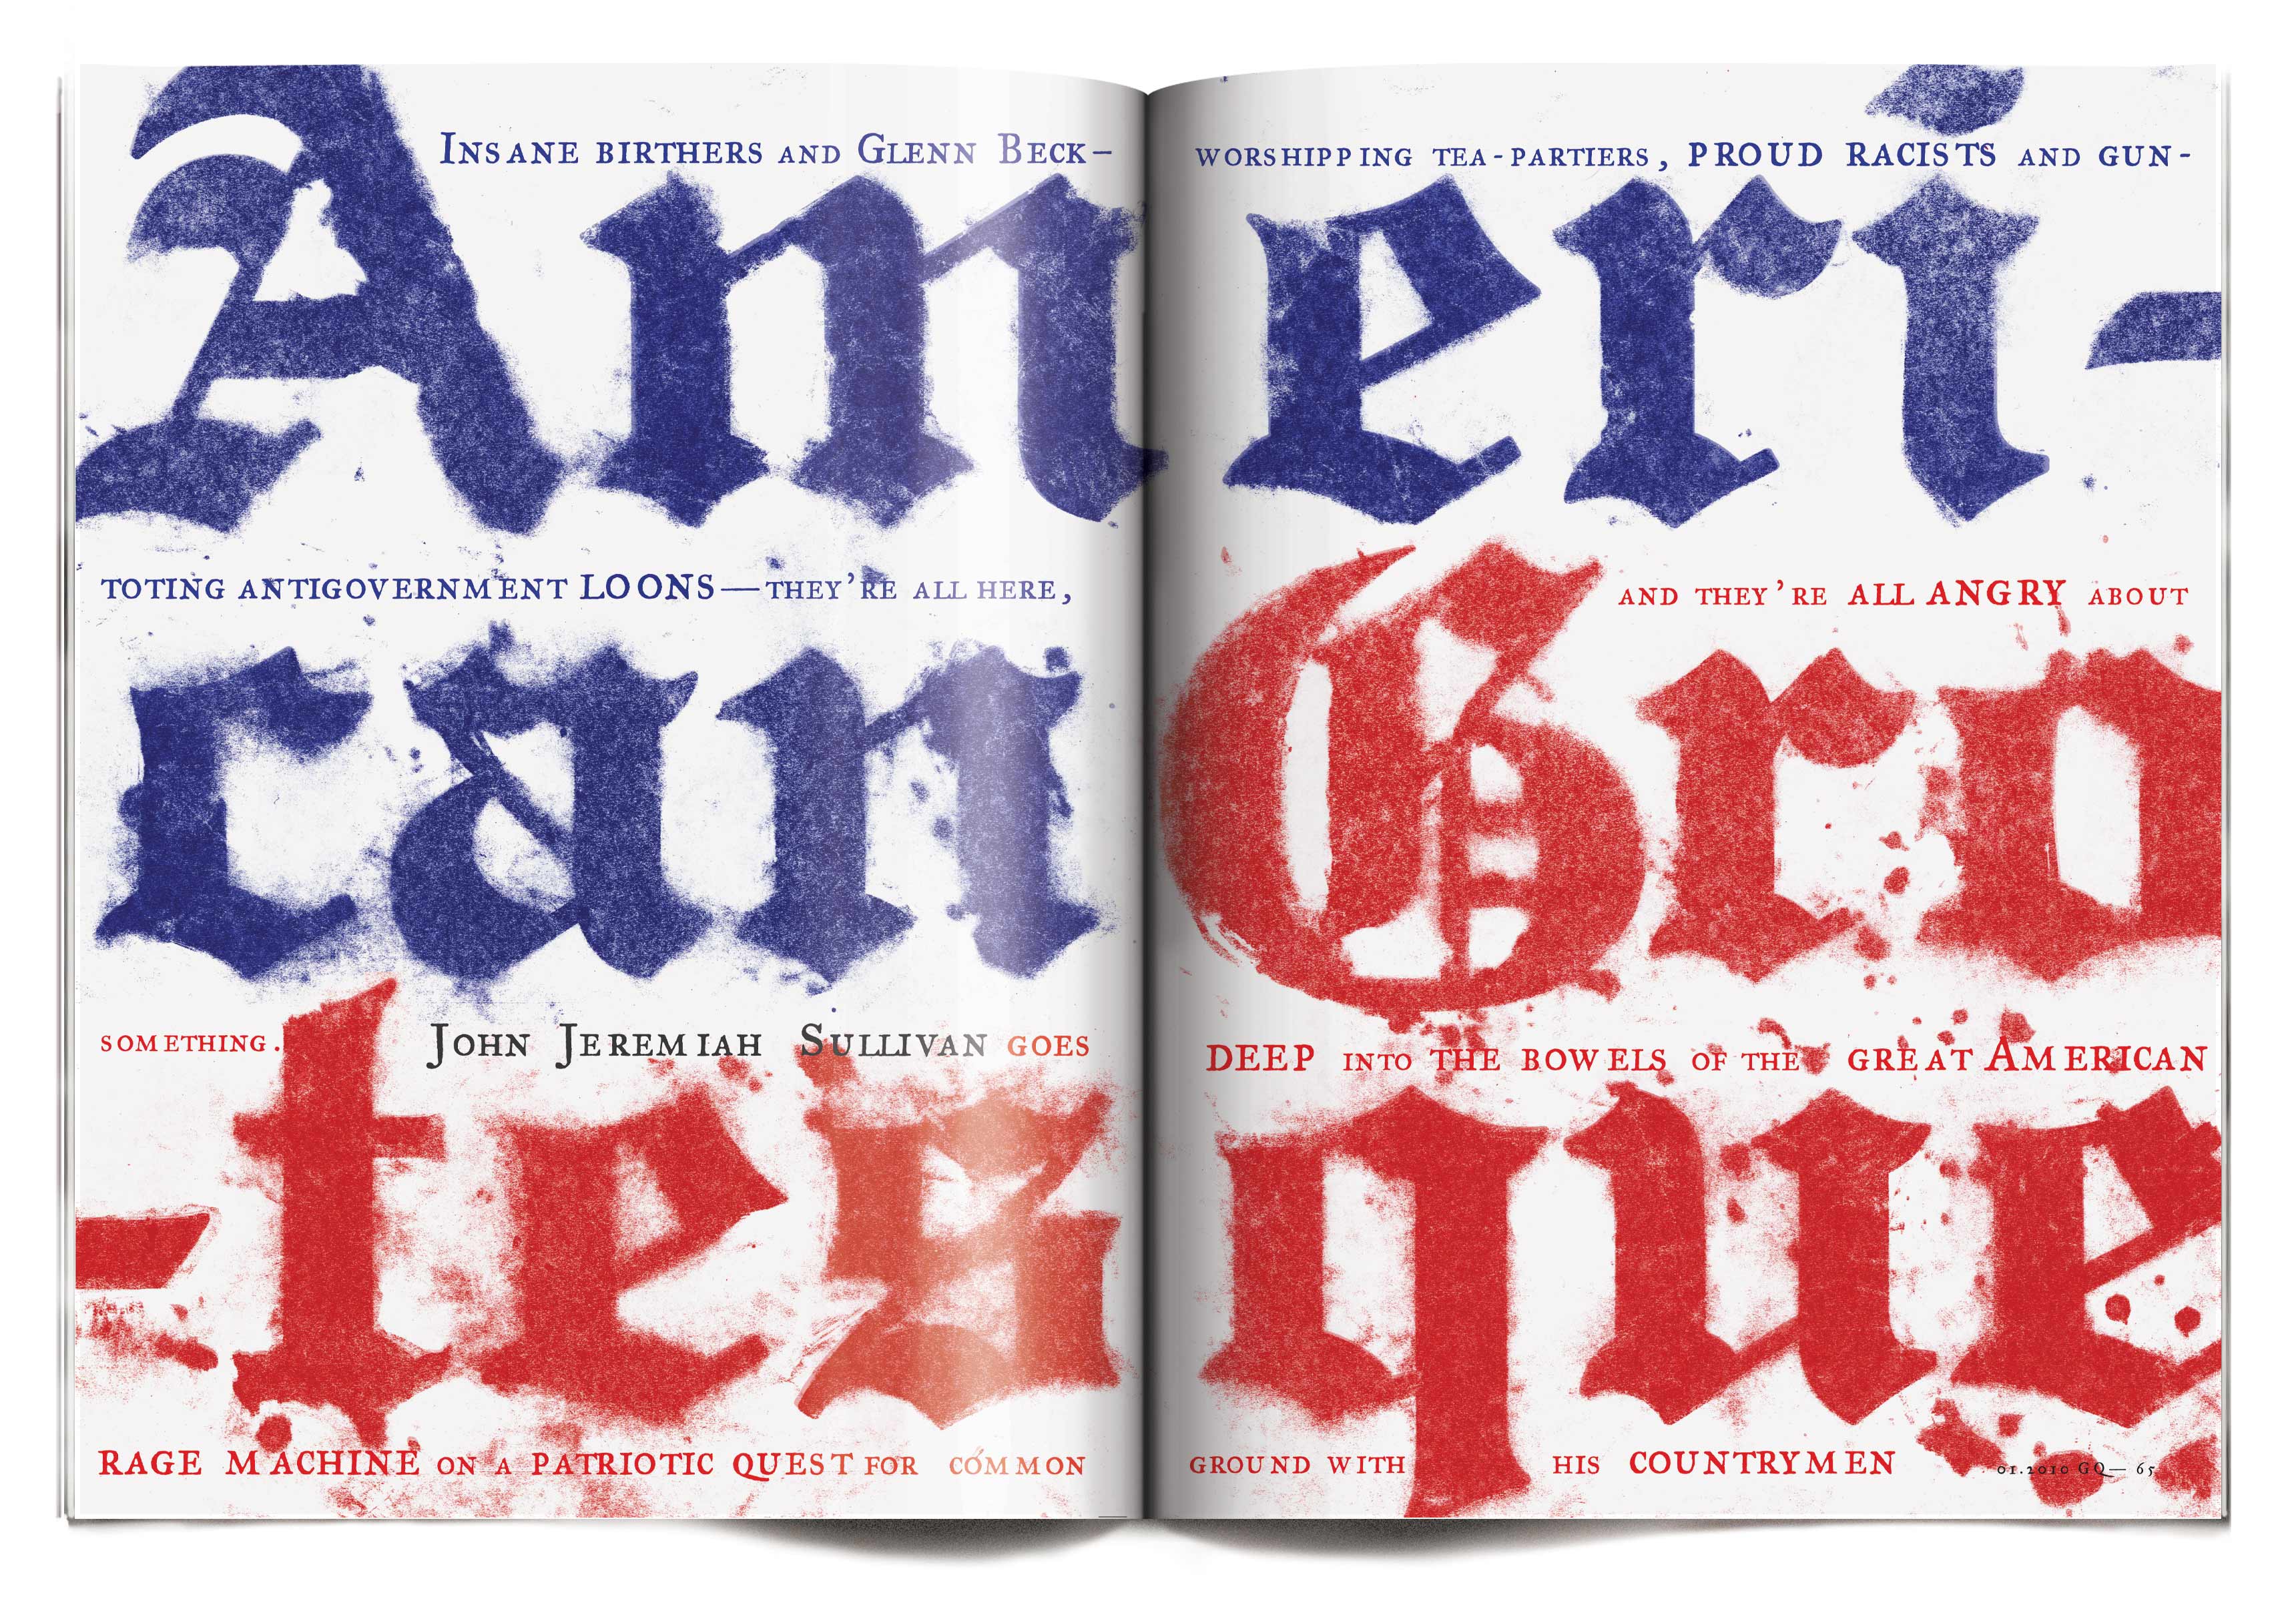 INSANE BIRTHERS AND GLENN BECK-WORSHIPPING TEA-PARTIERS, PROUD RACISTS AND GUN-
Ameri-
TOTING ANTIGOVERNMENT LOONS—THEY'RE ALL HERE, AND THEY'RE ALL ANGRY ABOUT
can Gro
SOMETHING. JOHN JEREMIAH SULLIVAN GOES DEEP INTO THE BOWELS OF THE GREAT AMERICAN
-tesque
RAGE MACHINE ON A PATRIOTIC QUEST FOR COMMON GROUND WITH HIS COUNTRYMEN
01.2010 GQ— 65